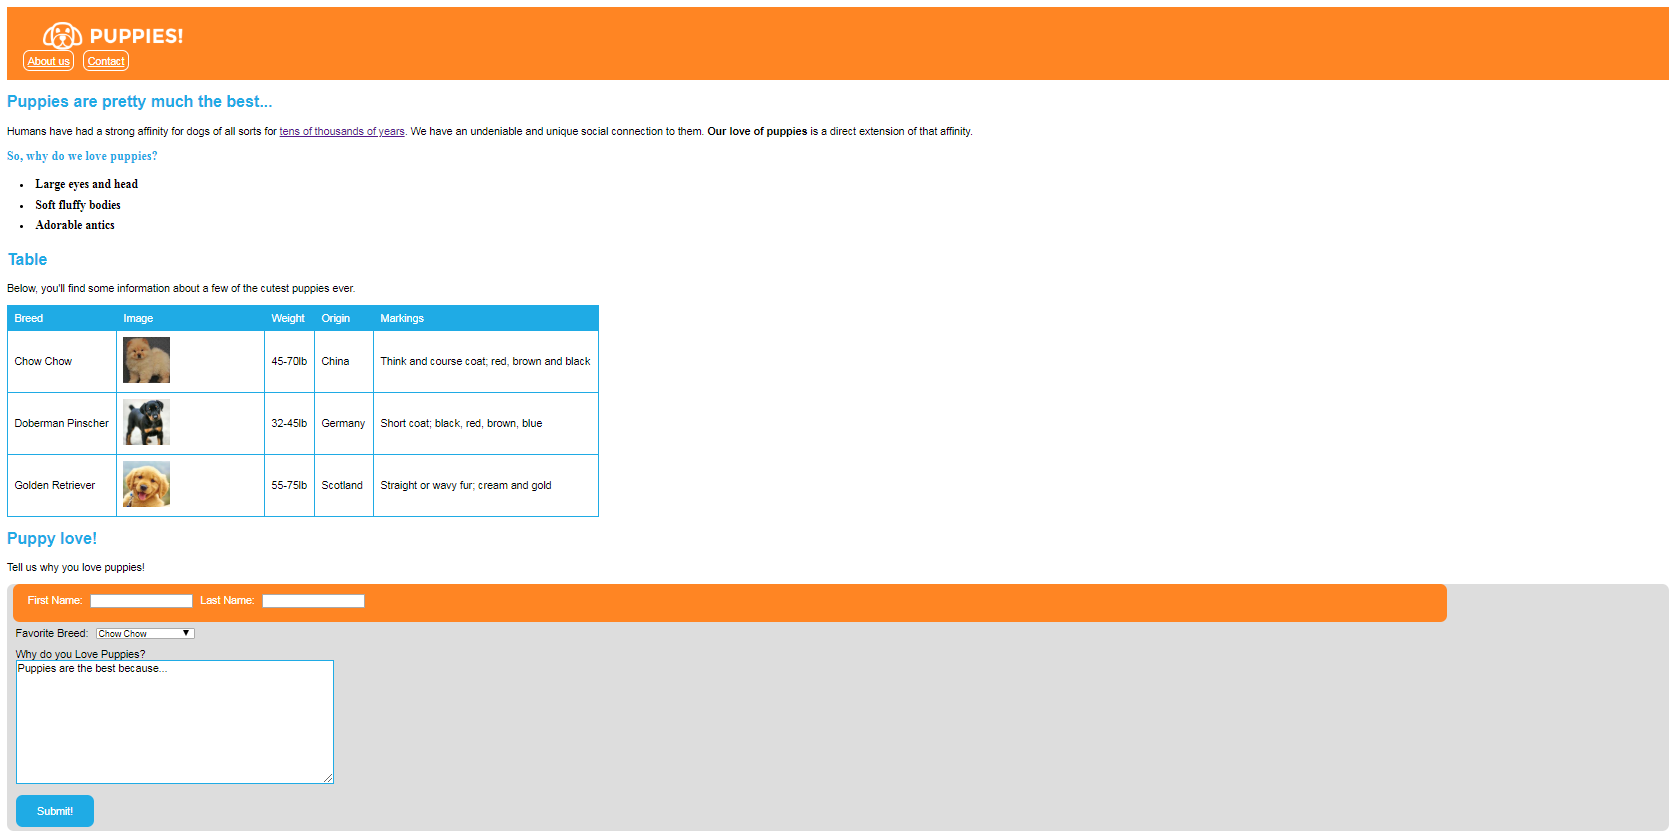 PUPPIES!
About us Contact
Puppies are pretty much the best...
Humans have had a strong affinity for dogs of all sorts for tens of thousands of years. We have an undeniable and unique social connection to them. Our love of puppies is a direct extension of that affinity.
So, why do we love puppies?
• Large eyes and head
• Soft fluffy bodies
• Adorable antics
Table
Below, you'll find some information about a few of the cutest puppies ever.
Breed Image Weight Origin Markings
Chow Chow 45-70lb China Think and course coat; red, brown and black
Doberman Pinscher 32-45lb Germany Short coat; black, red, brown, blue
Golden Retriever 55-75lb Scotland Straight or wavy fur; cream and gold
Puppy love!
Tell us why you love puppies!
First Name: Last Name:
Favorite Breed: Chow Chow
Why do you Love Puppies?
Puppies are the best because...
Submit!